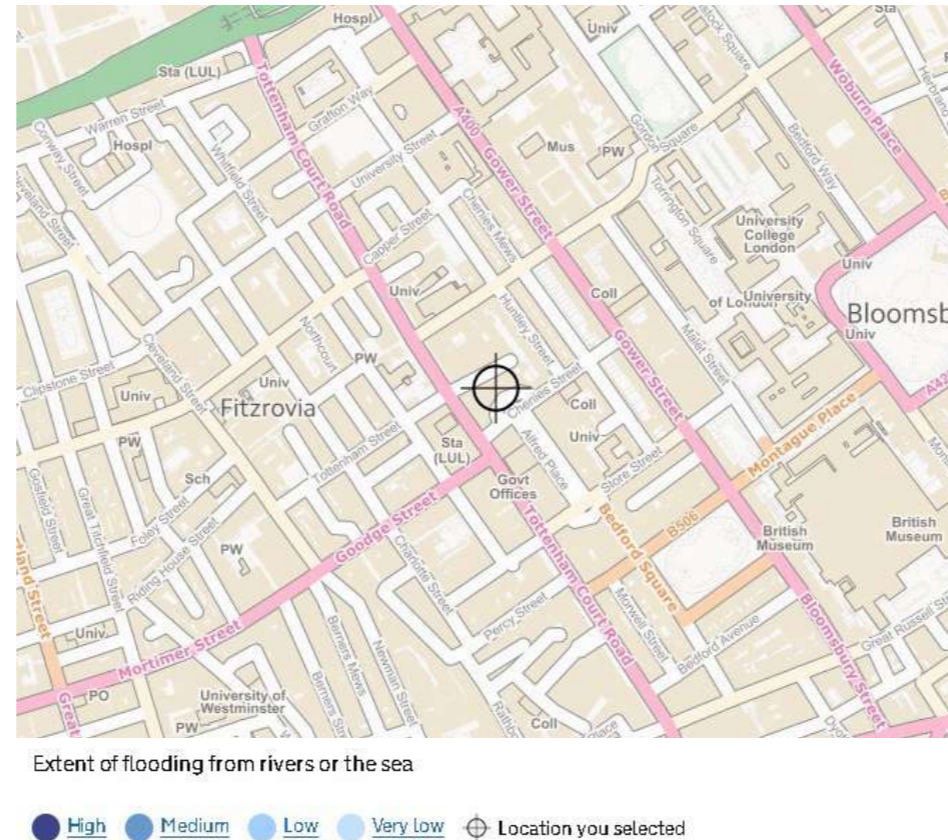 Hospl
Univ
Sta
Sta (LUL)
Tottenham Court Road
Grafton Way
Warren Street
Hospl
Conway Street
Cleveland Street
Whitfield Street
University Street
A400 Gower Street
Mus
PW
Gordon Square
Woburn Place
Bedford Way
Torrington Square
University
College
London
Univ
Capper Street
Chenies Mews
Univ
Coll
of London
University
Bloomsb
Univ
Huntley Street
Malet Street
Gower Street
Northcourt
PW
Cleveland Street
Clipstone Street
Univ
Univ
Fitzrovia
Chenies Street
Coll
Univ
Montague Place
PW
Sch
Tottenham Street
Sta
(LUL)
Alfred Place
Store Street
Govt
Offices
Gosfield Street
Great Titchfield Street
Foley Street
Riding House Street
PW
Goodge Street
Tottenham Court Road
Bedford Square
B506
British
Museum
British
Museum
Charlotte Street
Percy Street
Morwell Street
Bedford Avenue
Bloomsbury Street
Great Russell
Univ
Mortimer Street
Berners Mews
Newman Street
PO
Great
University of
Westminster
PW
Coll
Extent of flooding from rivers or the sea
High Medium Low Very low Location you selected